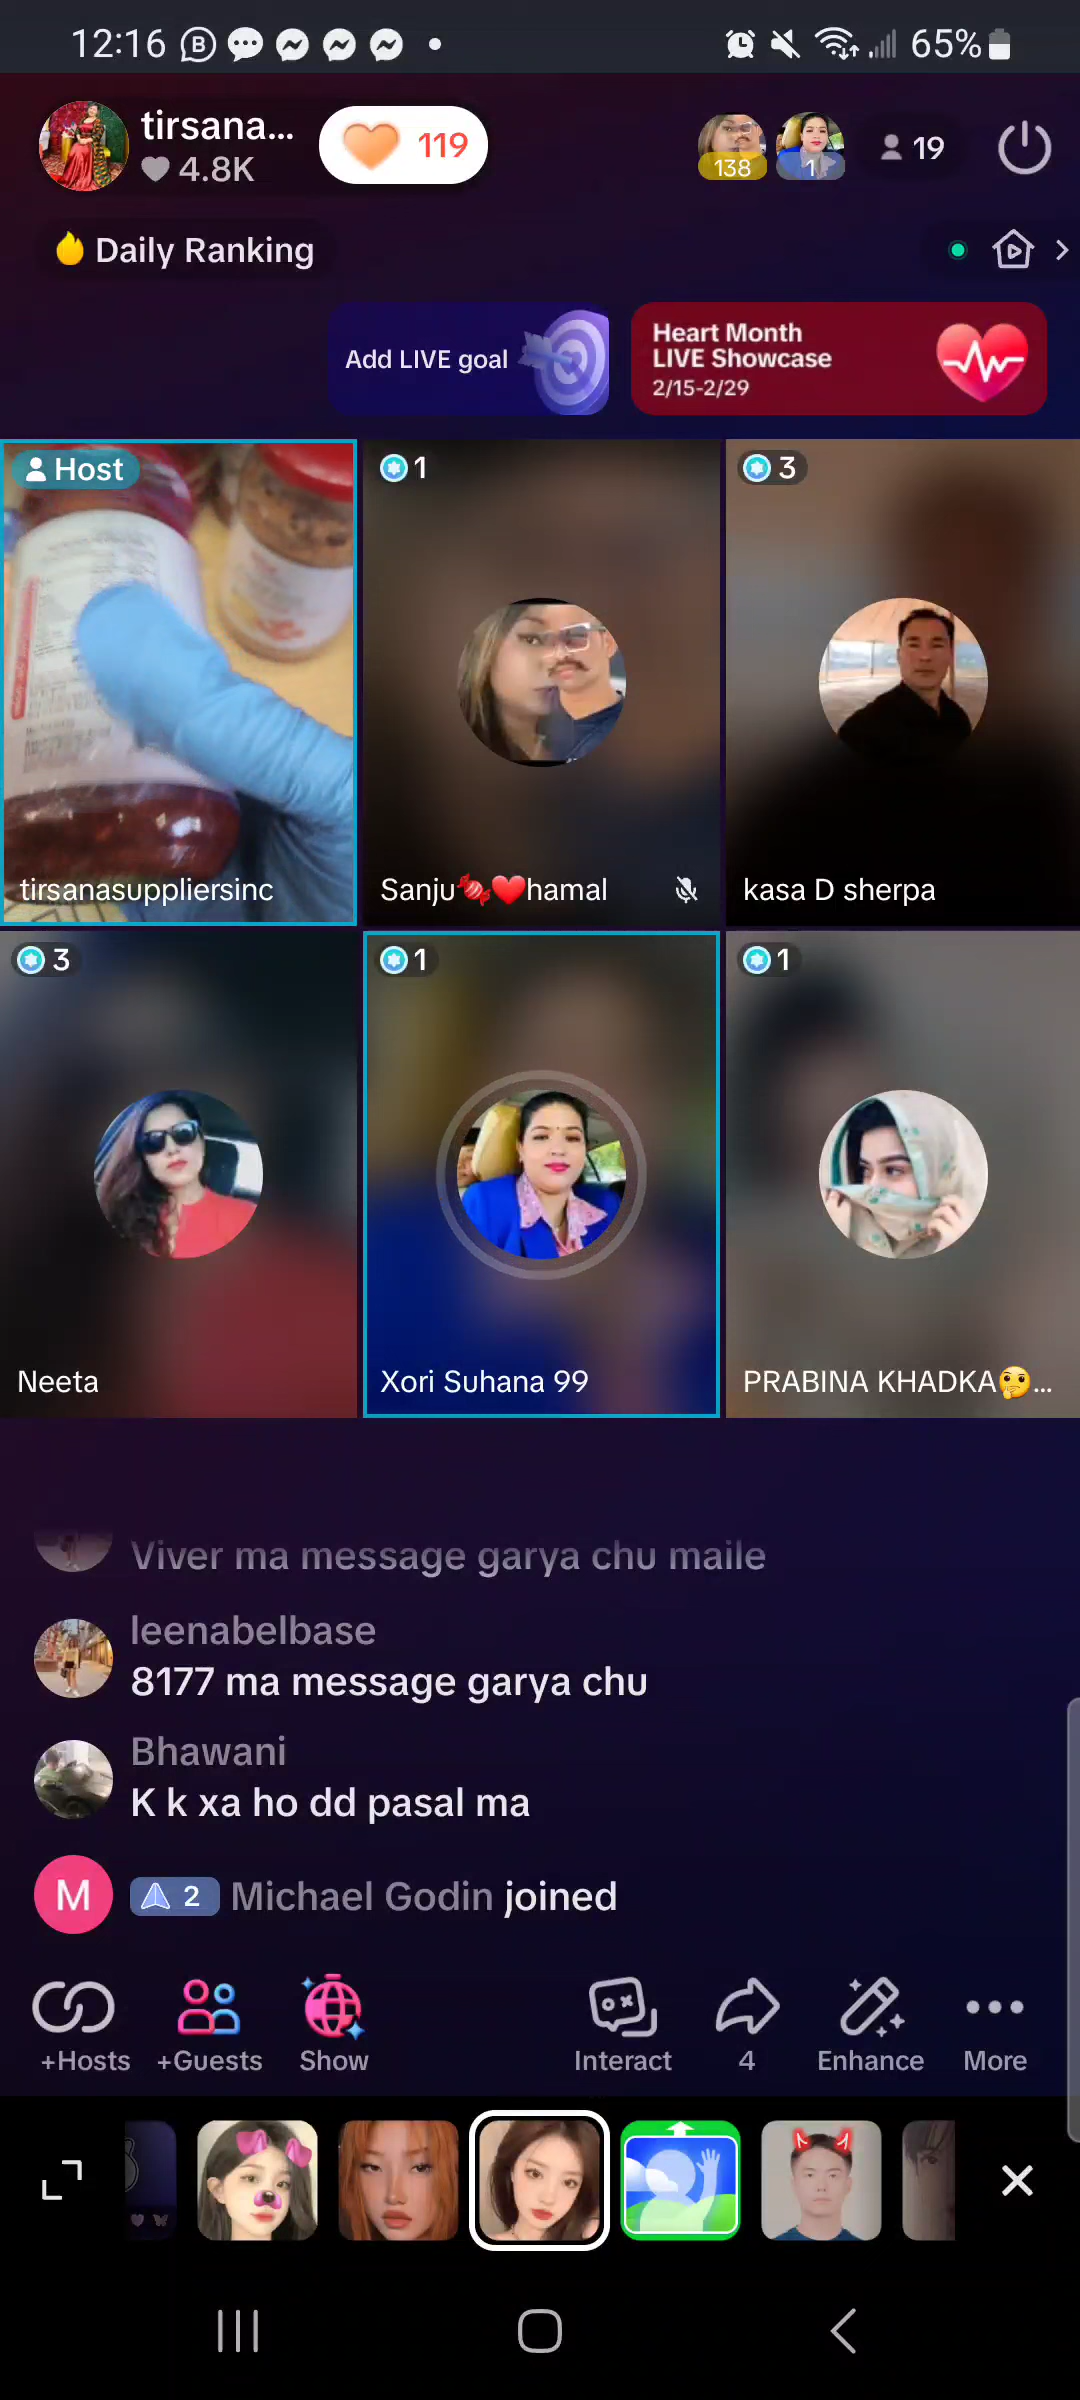 12:16
65%
tirsana...
4.8K
119
138
1
19
Daily Ranking
Add LIVE goal
Heart Month
LIVE Showcase
2/15-2/29
Host
1
3
tirsanasuppliersinc
Sanju🍬❤️hamal
kasa D sherpa
3
1
1
Neeta
Xori Suhana 99
PRABINA KHADKA🤔...
Viver ma message garya chu maile
leenabelbase
8177 ma message garya chu
Bhawani
K k xa ho dd pasal ma
M
2 Michael Godin joined
+Hosts
+Guests
Show
Interact
4
Enhance
More